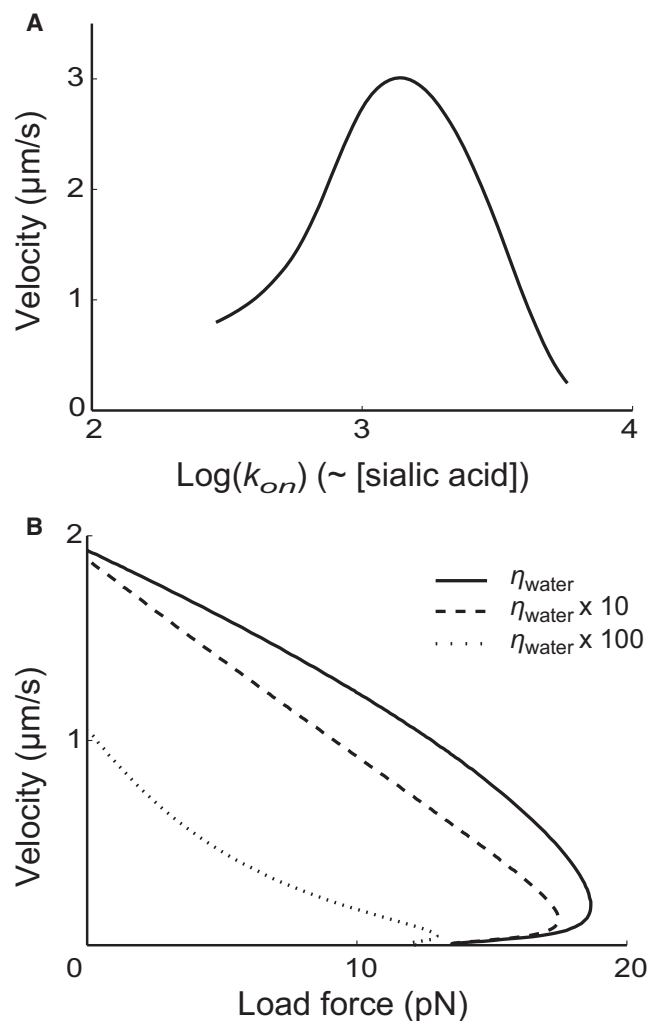 A
Velocity (µm/s)
3
2
1
0
2
3
4
Log(kon) (~ [sialic acid])
B
Velocity (µm/s)
2
1
ηwater
ηwater x 10
ηwater x 100
0
10
20
Load force (pN)